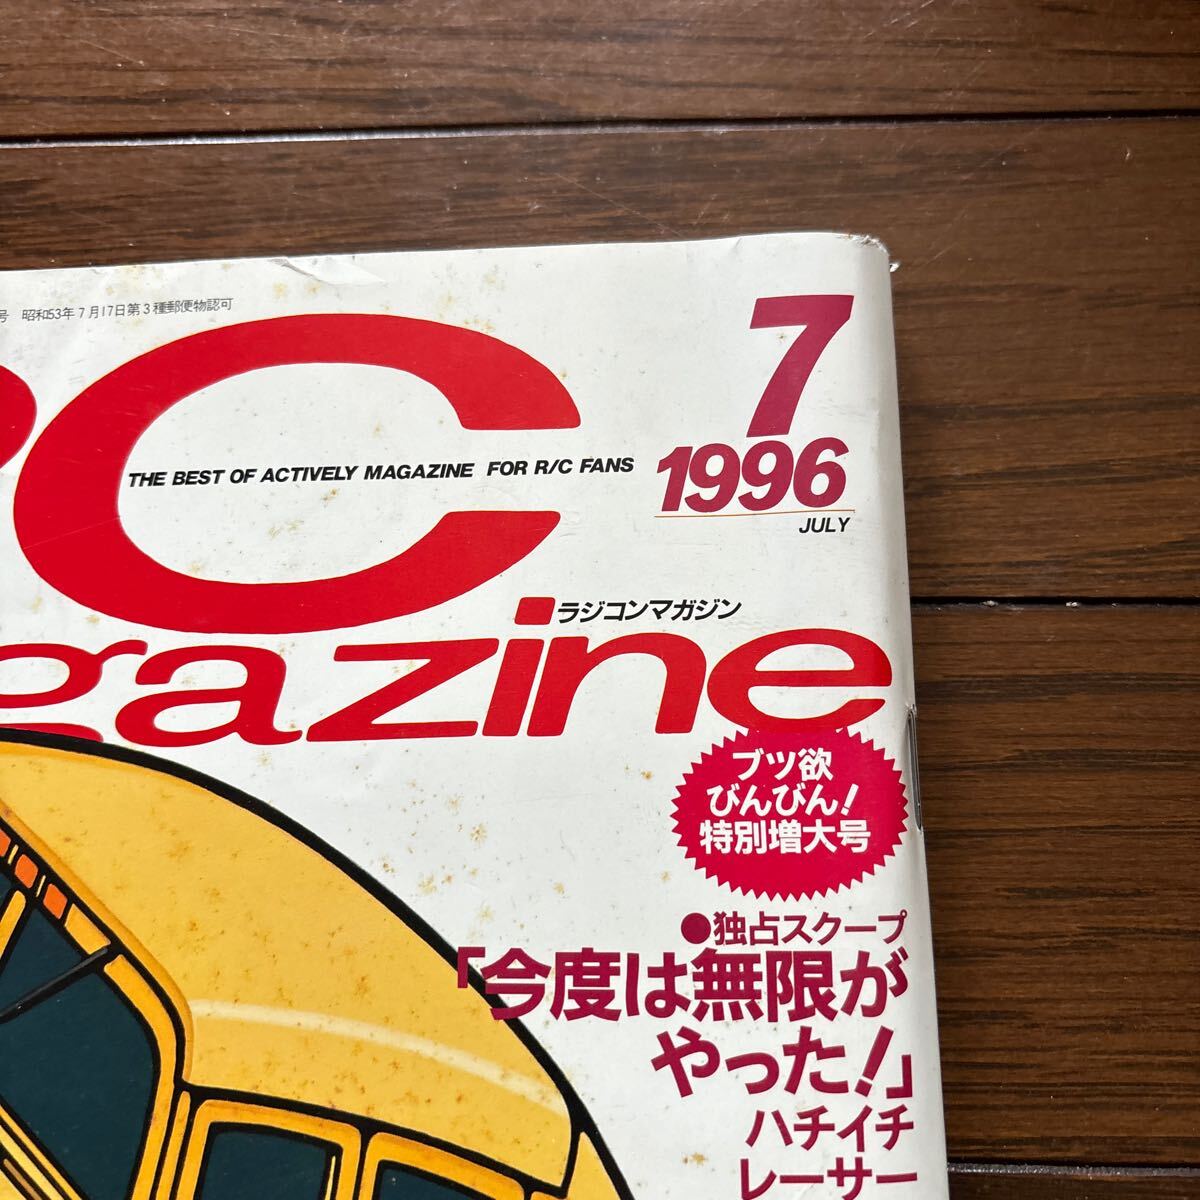 号 昭和53年7月17日第3種郵便物認可
RC
7
THE BEST OF ACTIVELY MAGAZINE FOR R/C FANS
1996
JULY
ラジコンマガジン
gazine
ブツ欲
びんびん!
特別増大号
●独占スクープ
「今度は無限が
やった!」
ハチイチ
レーサー